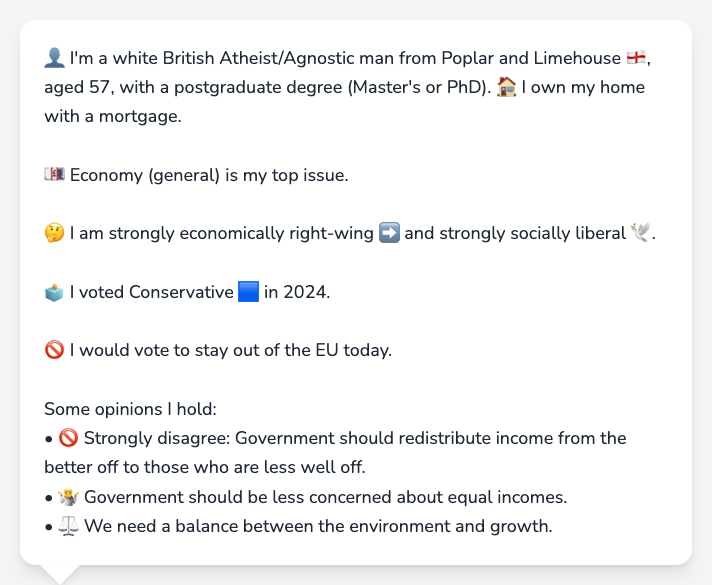 👤 I'm a white British Atheist/Agnostic man from Poplar and Limehouse 🏴󠁧󠁢󠁥󠁮󠁧󠁿,
aged 57, with a postgraduate degree (Master's or PhD). 🏠 I own my home
with a mortgage.
💷 Economy (general) is my top issue.
🤔 I am strongly economically right-wing ➡️ and strongly socially liberal 🕊️.
🗳️ I voted Conservative 🟦 in 2024.
🚫 I would vote to stay out of the EU today.
Some opinions I hold:
• 🚫 Strongly disagree: Government should redistribute income from the
better off to those who are less well off.
• 🤷 Government should be less concerned about equal incomes.
• ⚖️ We need a balance between the environment and growth.